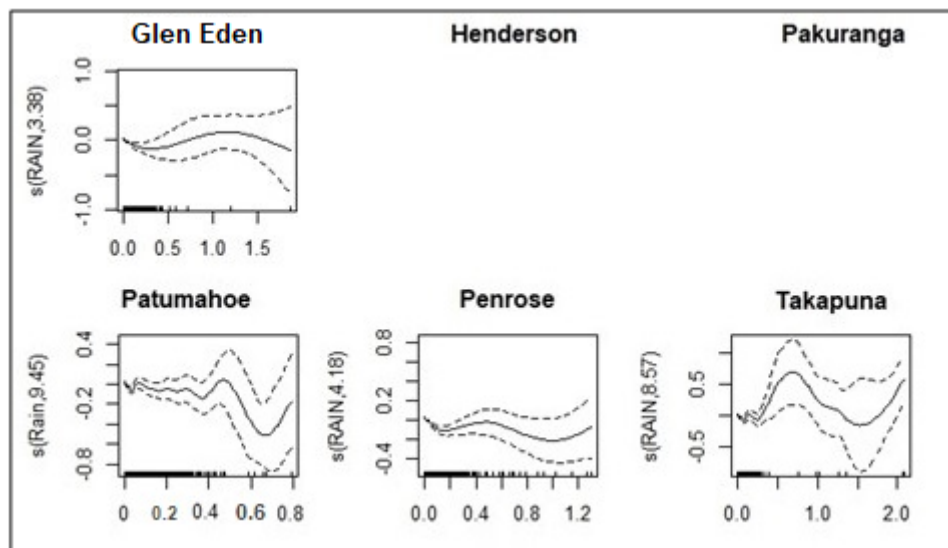 Glen Eden Henderson Pakuranga
s(RAIN,3.38)
1.0
0.0
-1.0
0.0 0.5 1.0 1.5
Patumahoe Penrose Takapuna
s(Rain,9.45)
0.4
-0.2
-0.8
0 0.2 0.4 0.6 0.8
s(RAIN,4.18)
0.8
0.2
-0.4
0.0 0.4 0.8 1.2
s(RAIN,8.57)
0.5
-0.5
0.0 1.0 2.0